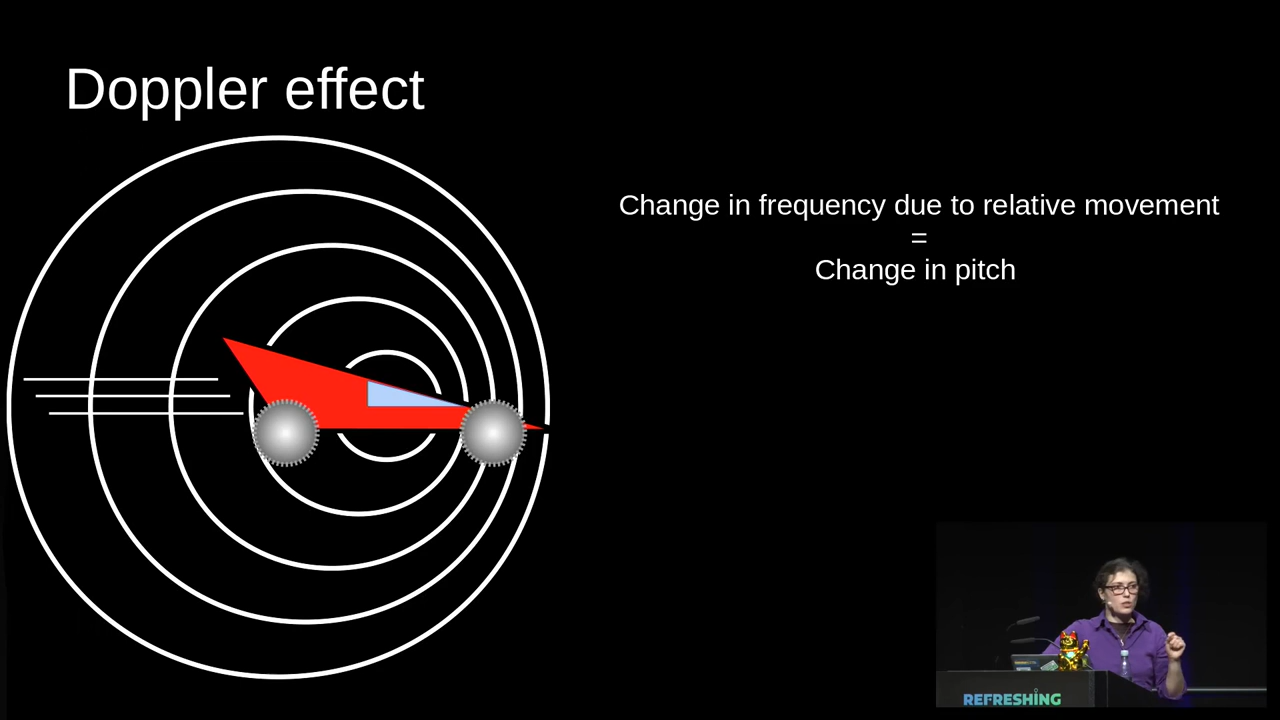 Doppler effect
Change in frequency due to relative movement
=
Change in pitch
REFRESHING